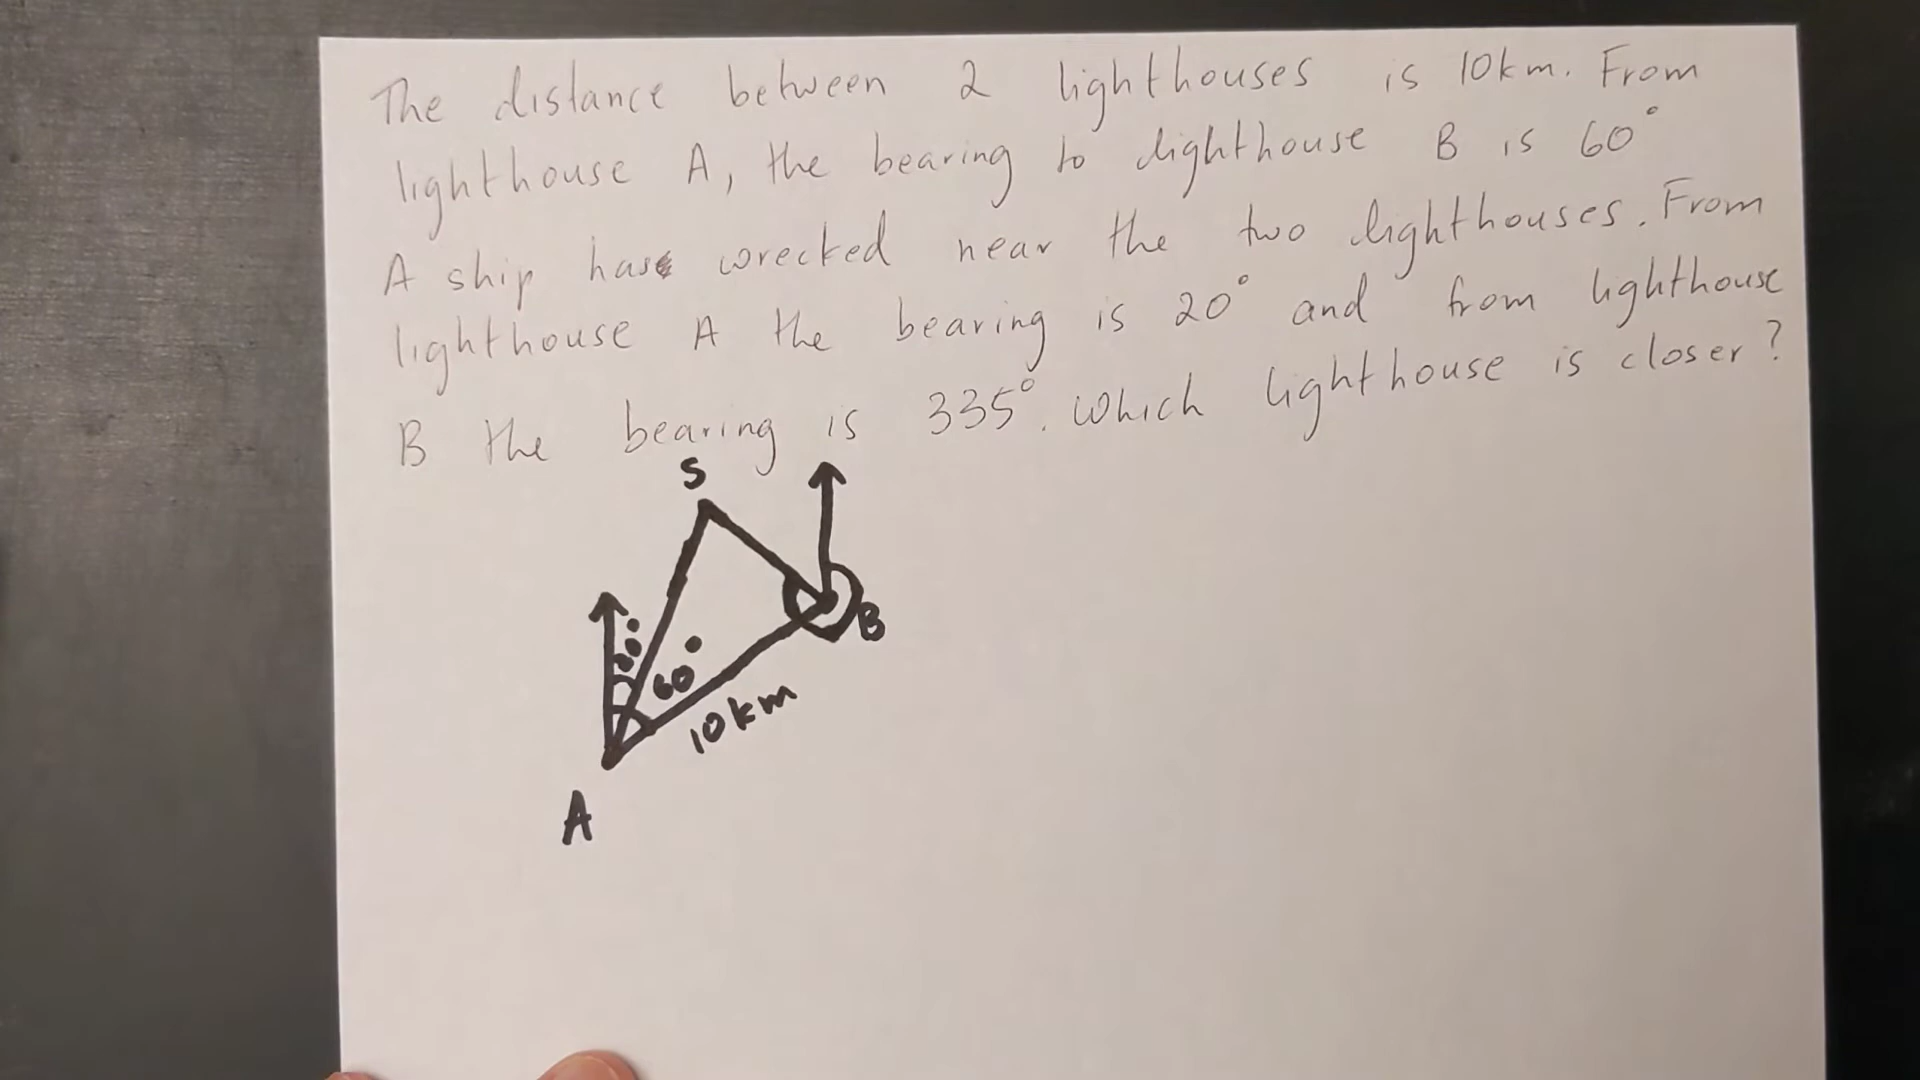 The distance between 2 lighthouses is 10km. From
lighthouse A, the bearing to lighthouse B is 60°
A ship has wrecked near the two lighthouses. From
lighthouse A the bearing is 20° and from lighthouse
B the bearing is 335°. Which lighthouse is closer?
S
B
60°
10km
A